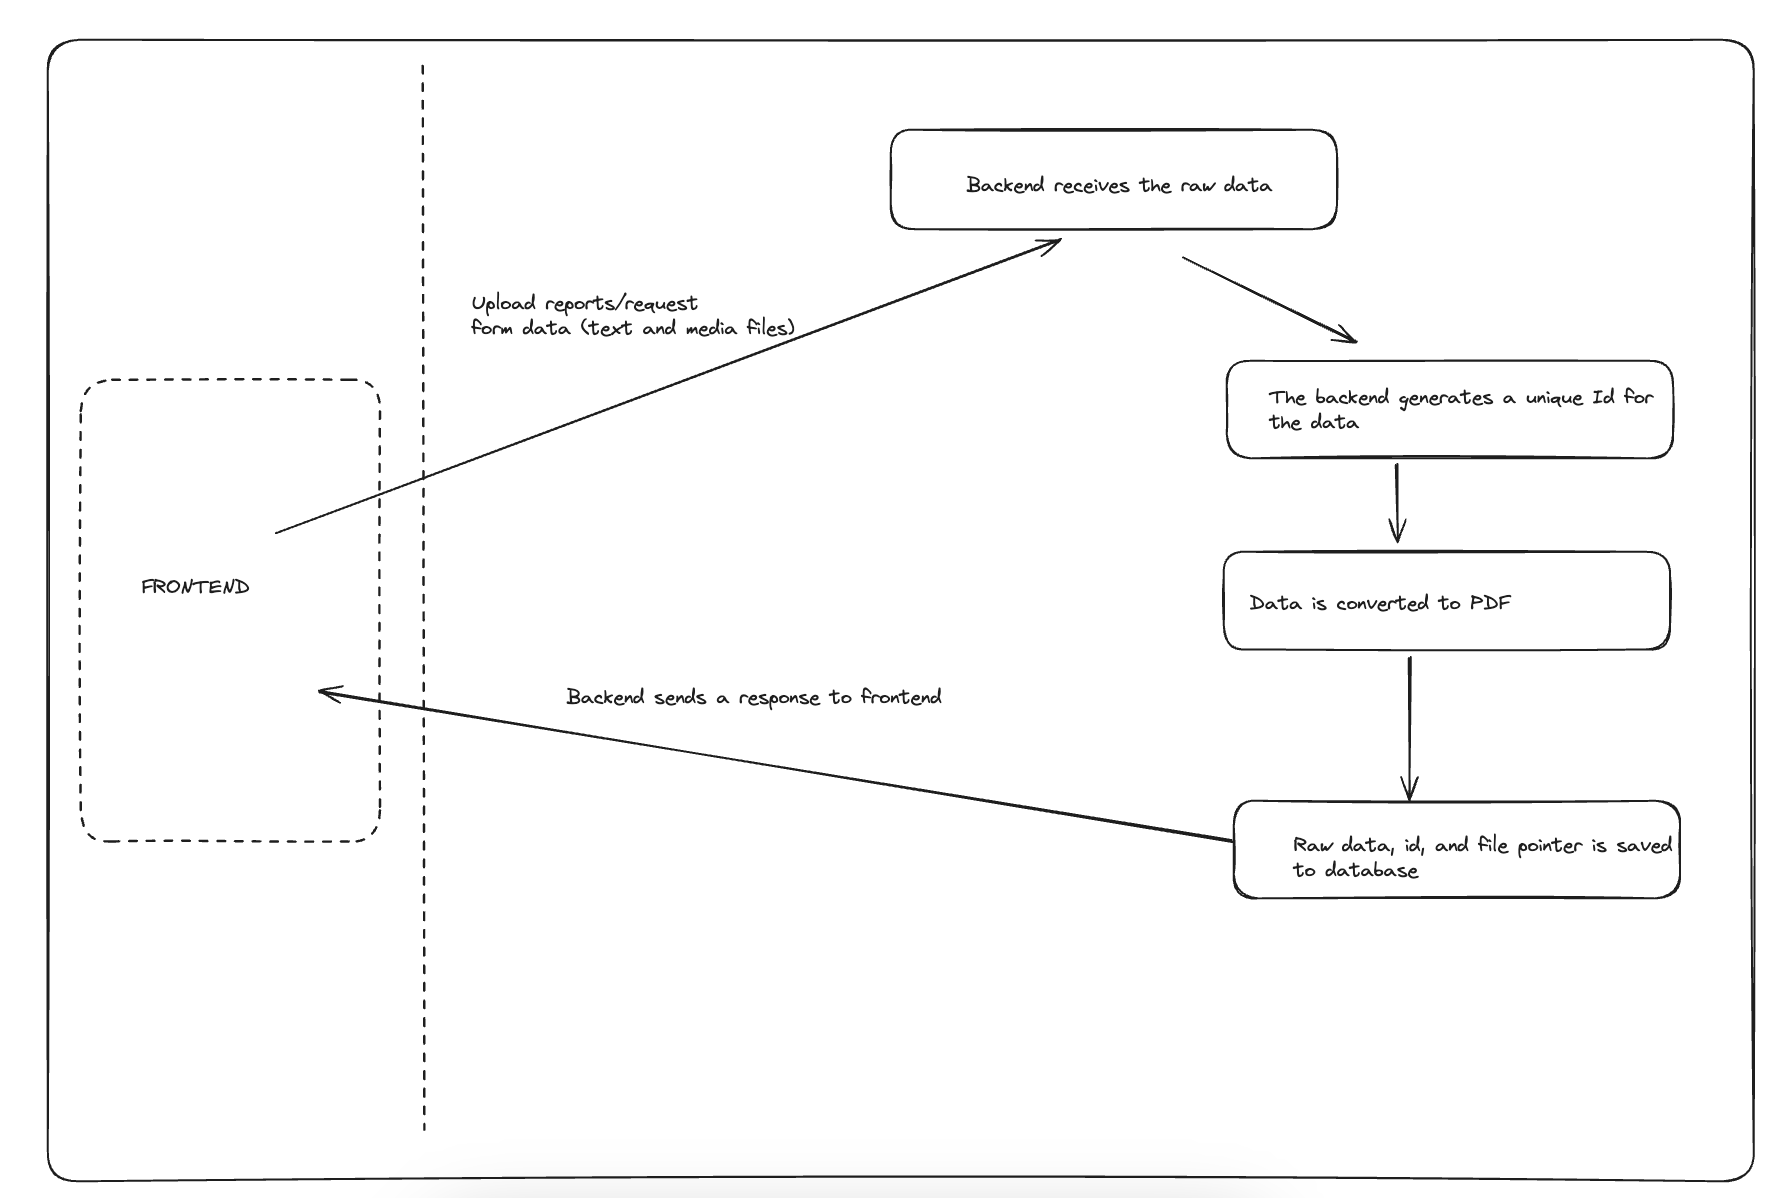 Backend receives the raw data
Upload reports/request
form data (text and media files)
The backend generates a unique Id for
the data
FRONTEND
Data is converted to PDF
Backend sends a response to frontend
Raw data, id, and file pointer is saved
to database